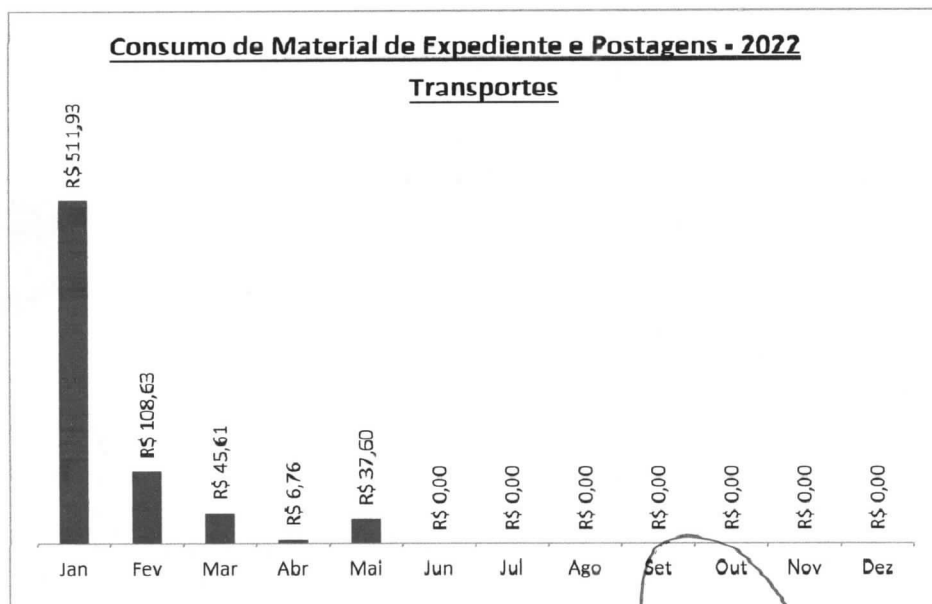 Consumo de Material de Expediente e Postagens - 2022
Transportes
R$ 511,93
R$ 108,63
R$ 45,61
R$ 6,76
R$ 37,60
R$ 0,00
R$ 0,00
R$ 0,00
R$ 0,00
R$ 0,00
R$ 0,00
R$ 0,00
Jan Fev Mar Abr Mai Jun Jul Ago Set Out Nov Dez